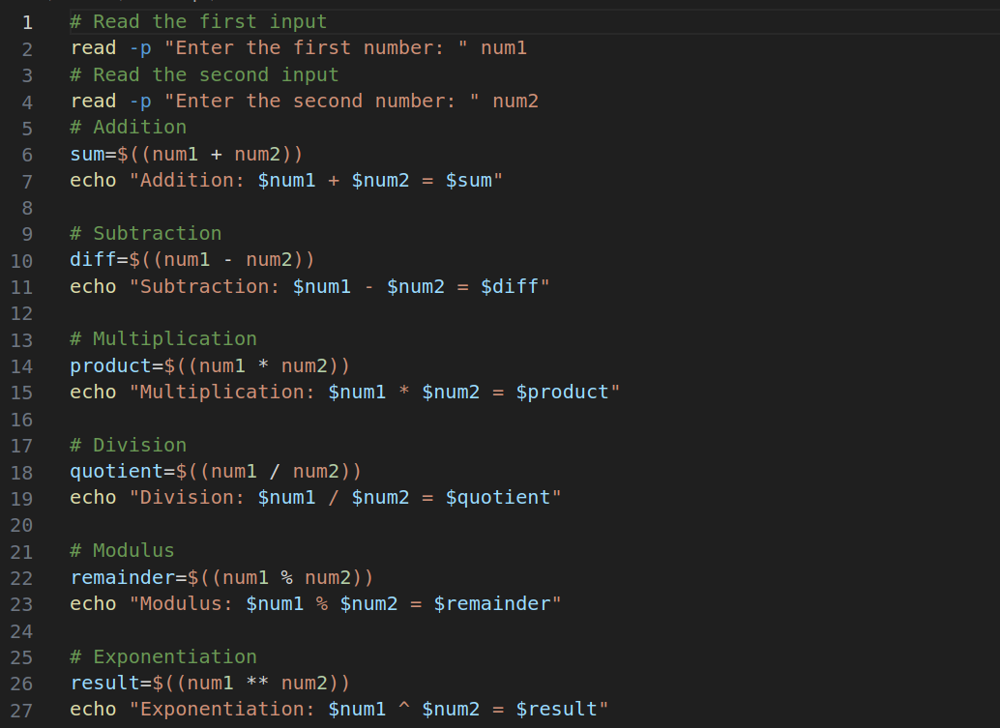 1 # Read the first input
2 read -p "Enter the first number: " num1
3 # Read the second input
4 read -p "Enter the second number: " num2
5 # Addition
6 sum=$((num1 + num2))
7 echo "Addition: $num1 + $num2 = $sum"
8
9 # Subtraction
10 diff=$((num1 - num2))
11 echo "Subtraction: $num1 - $num2 = $diff"
12
13 # Multiplication
14 product=$((num1 * num2))
15 echo "Multiplication: $num1 * $num2 = $product"
16
17 # Division
18 quotient=$((num1 / num2))
19 echo "Division: $num1 / $num2 = $quotient"
20
21 # Modulus
22 remainder=$((num1 % num2))
23 echo "Modulus: $num1 % $num2 = $remainder"
24
25 # Exponentiation
26 result=$((num1 ** num2))
27 echo "Exponentiation: $num1 ^ $num2 = $result"